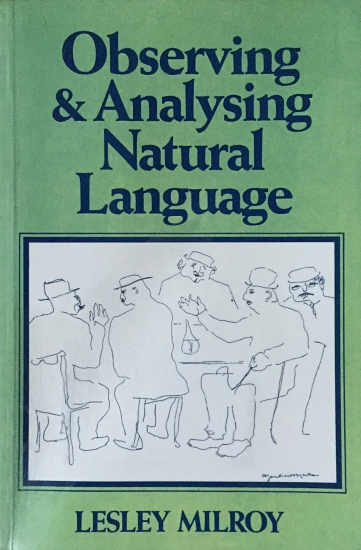 Observing
& Analysing
Natural
Language
LESLEY MILROY